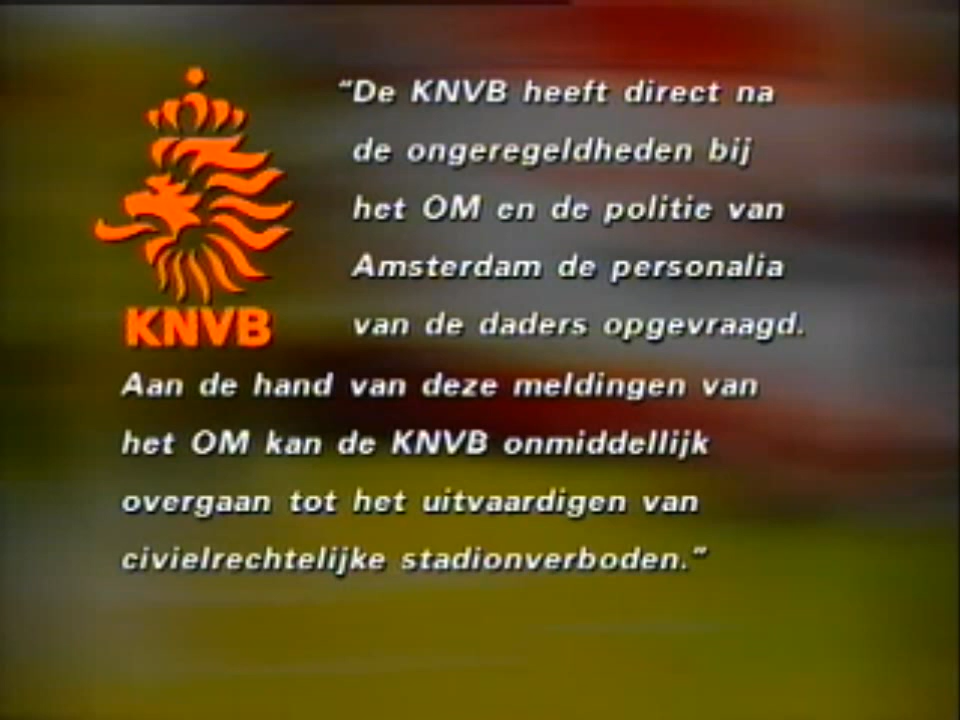 "De KNVB heeft direct na
de ongeregeldheden bij
het OM en de politie van
Amsterdam de personalia
van de daders opgevraagd.
KNVB
Aan de hand van deze meldingen van
het OM kan de KNVB onmiddellijk
overgaan tot het uitvaardigen van
civielrechtelijke stadionverboden."